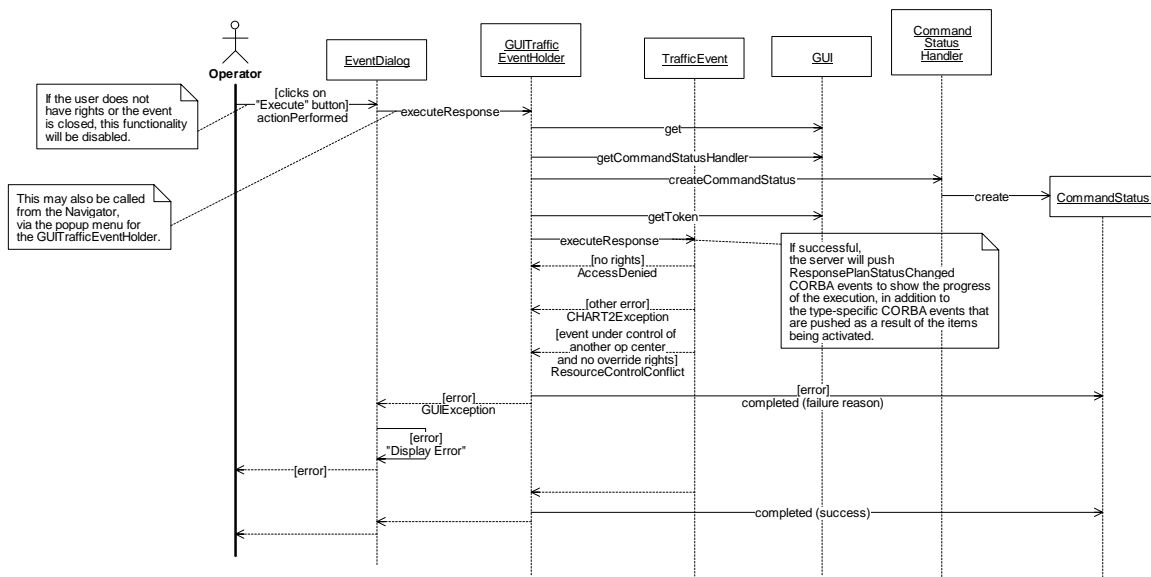 Operator
EventDialog
GUITraffic
EventHolder
TrafficEvent
GUI
Command
Status
Handler
If the user does not
have rights or the event
is closed, this functionality
will be disabled.
[clicks on
"Execute" button]
actionPerformed
executeResponse
get
getCommandStatusHandler
createCommandStatus
create
CommandStatus
This may also be called
from the Navigator,
via the popup menu for
the GUITrafficEventHolder.
getToken
executeResponse
If successful,
the server will push
ResponsePlanStatusChanged
CORBA events to show the progress
of the execution, in addition to
the type-specific CORBA events that
are pushed as a result of the items
being activated.
[no rights]
AccessDenied
[other error]
CHART2Exception
[event under control of
another op center
and no override rights]
ResourceControlConflict
[error]
completed (failure reason)
[error]
GUIException
[error]
"Display Error"
[error]
completed (success)